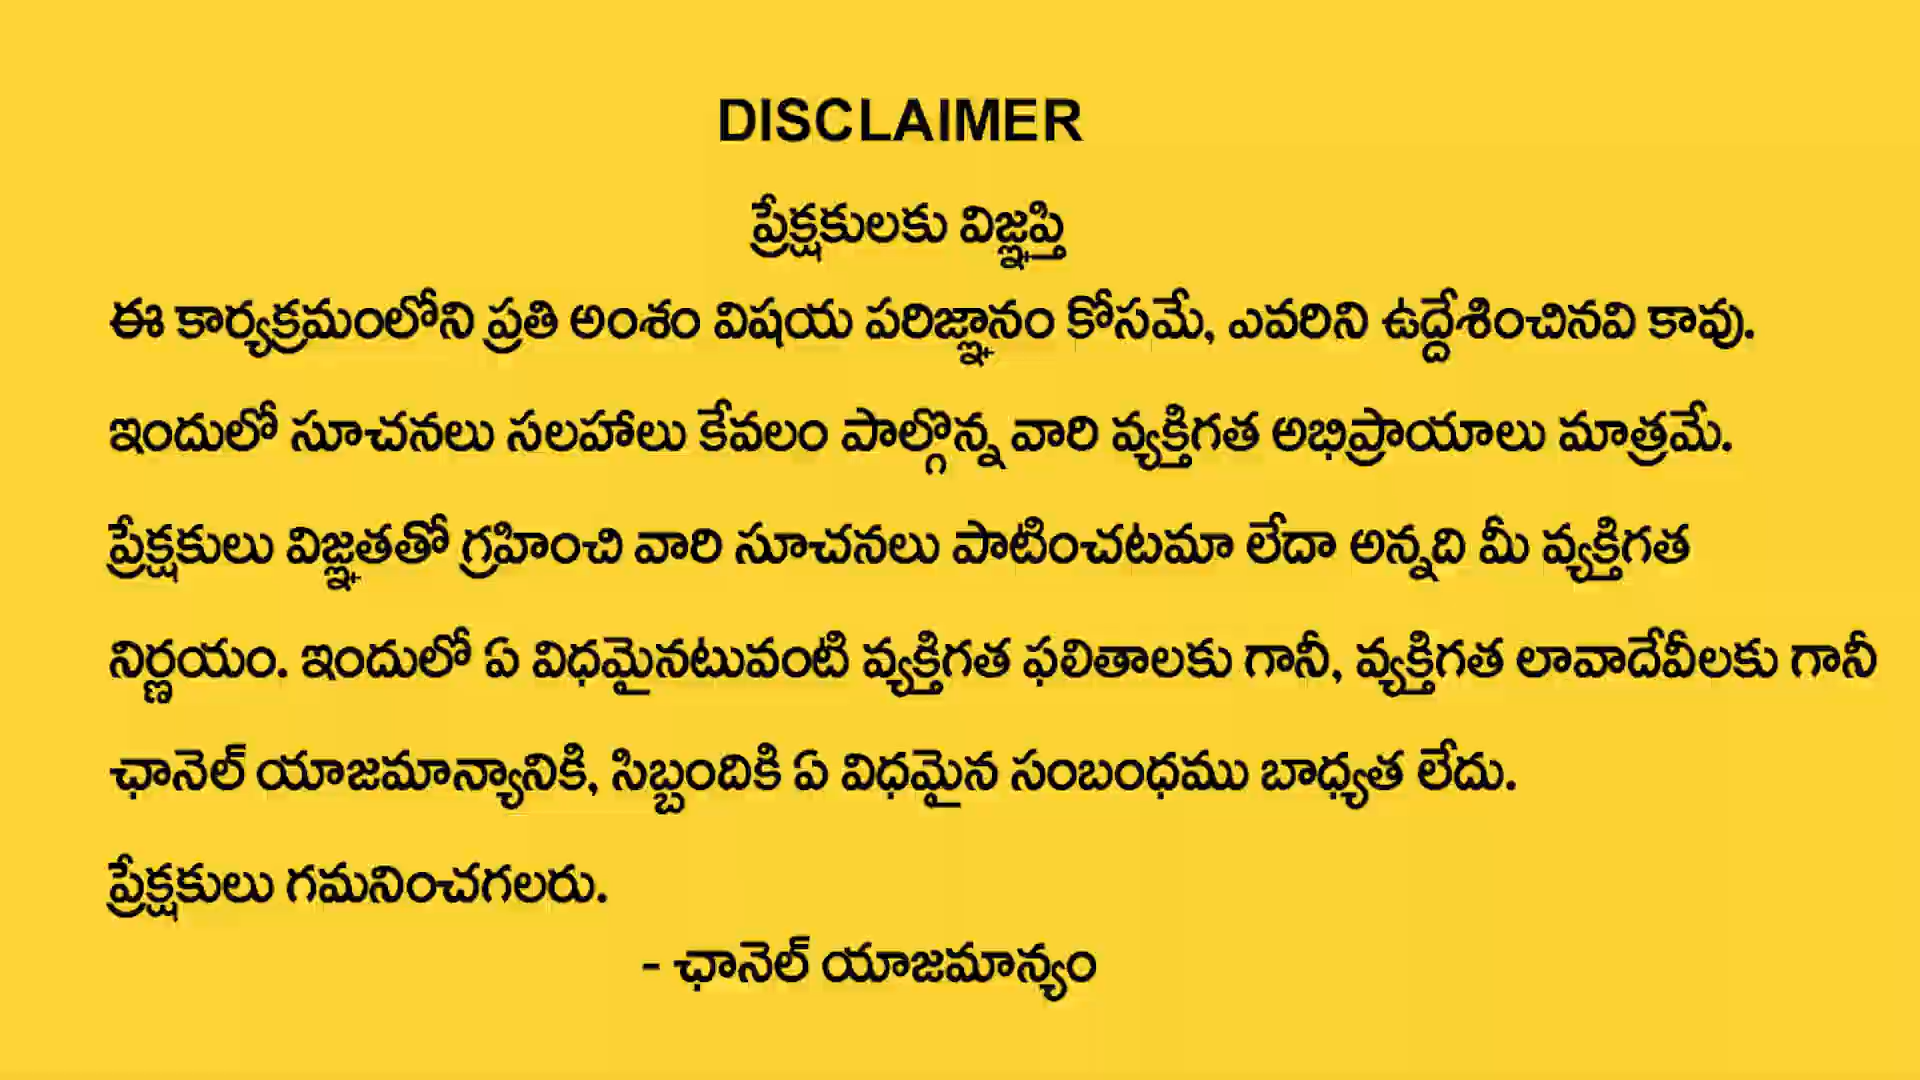 DISCLAIMER
ప్రేక్షకులకు విజ్ఞప్తి
ఈ కార్యక్రమంలోని ప్రతి అంశం విషయ పరిజ్ఞానం కోసమే, ఎవరిని ఉద్దేశించినవి కావు.
ఇందులో సూచనలు సలహాలు కేవలం పాల్గొన్న వారి వ్యక్తిగత అభిప్రాయాలు మాత్రమే.
ప్రేక్షకులు విజ్ఞతతో గ్రహించి వారి సూచనలు పాటించటమా లేదా అన్నది మీ వ్యక్తిగత
నిర్ణయం. ఇందులో ఏ విధమైనటువంటి వ్యక్తిగత ఫలితాలకు గానీ, వ్యక్తిగత లావాదేవీలకు గానీ
ఛానెల్ యాజమాన్యానికి, సిబ్బందికి ఏ విధమైన సంబంధము బాధ్యత లేదు.
ప్రేక్షకులు గమనించగలరు.
- ఛానెల్ యాజమాన్యం